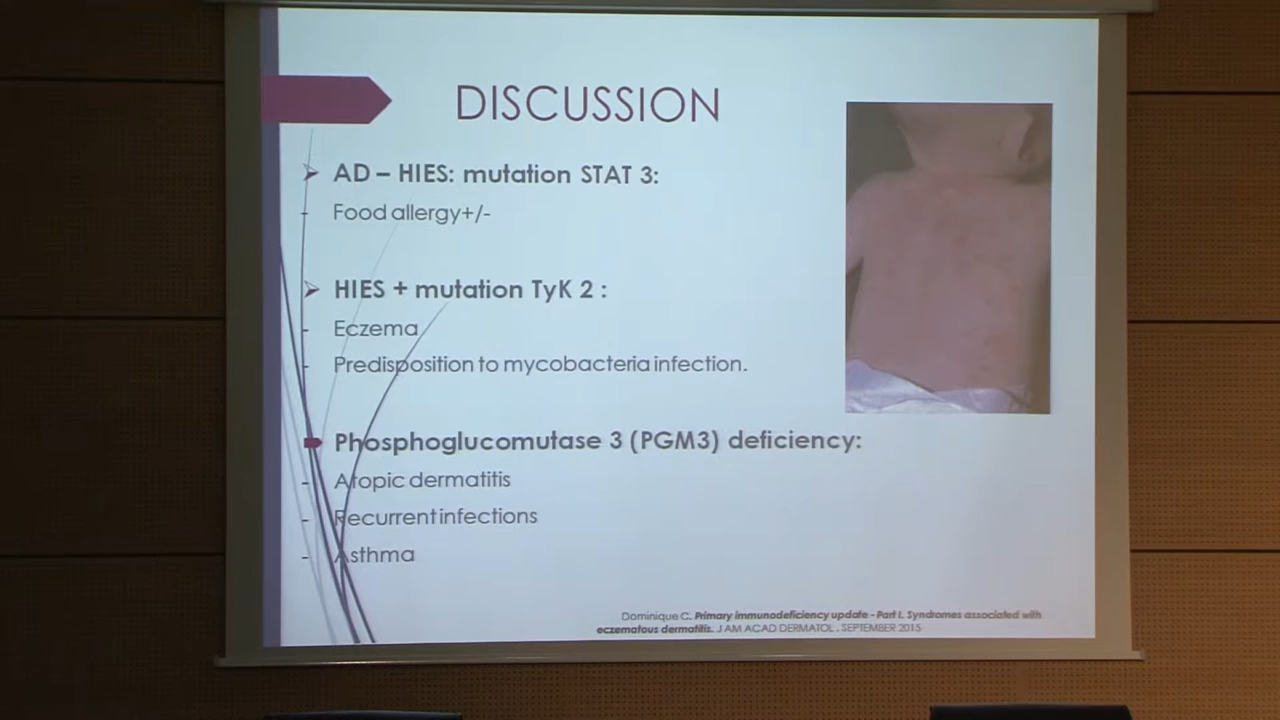 DISCUSSION
AD – HIES: mutation STAT 3:
- Food allergy+/-
HIES + mutation TyK 2 :
- Eczema
- Predisposition to mycobacteria infection.
Phosphoglucomutase 3 (PGM3) deficiency:
- Atopic dermatitis
- Recurrent infections
- Asthma
Dominique C. Primary immunodeficiency update - Part I. Syndromes associated with
eczematous dermatitis. J AM ACAD DERMATOL . SEPTEMBER 2015